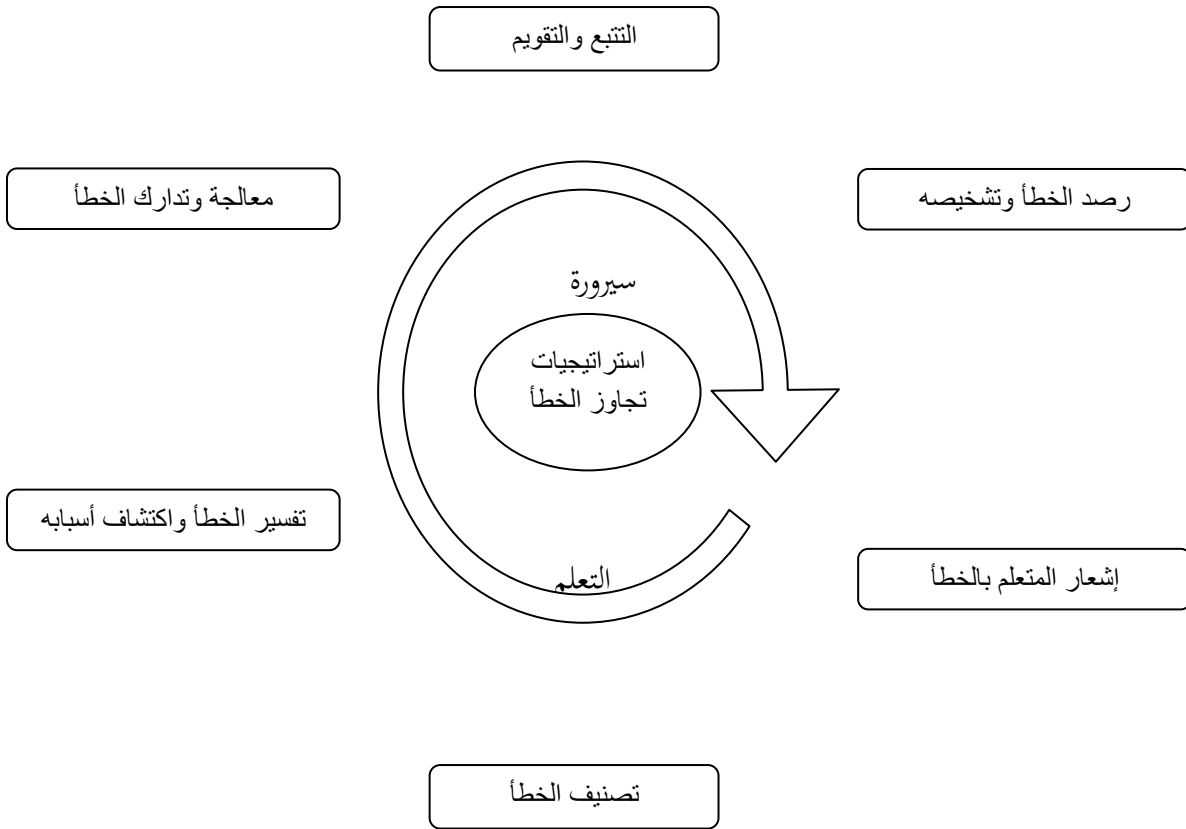 التتبع والتقويم
رصد الخطأ وتشخيصه
معالجة وتدارك الخطأ
سيرورة
استراتيجيات
تجاوز الخطأ
تفسير الخطأ واكتشاف أسبابه
التعلم
إشعار المتعلم بالخطأ
تصنيف الخطأ